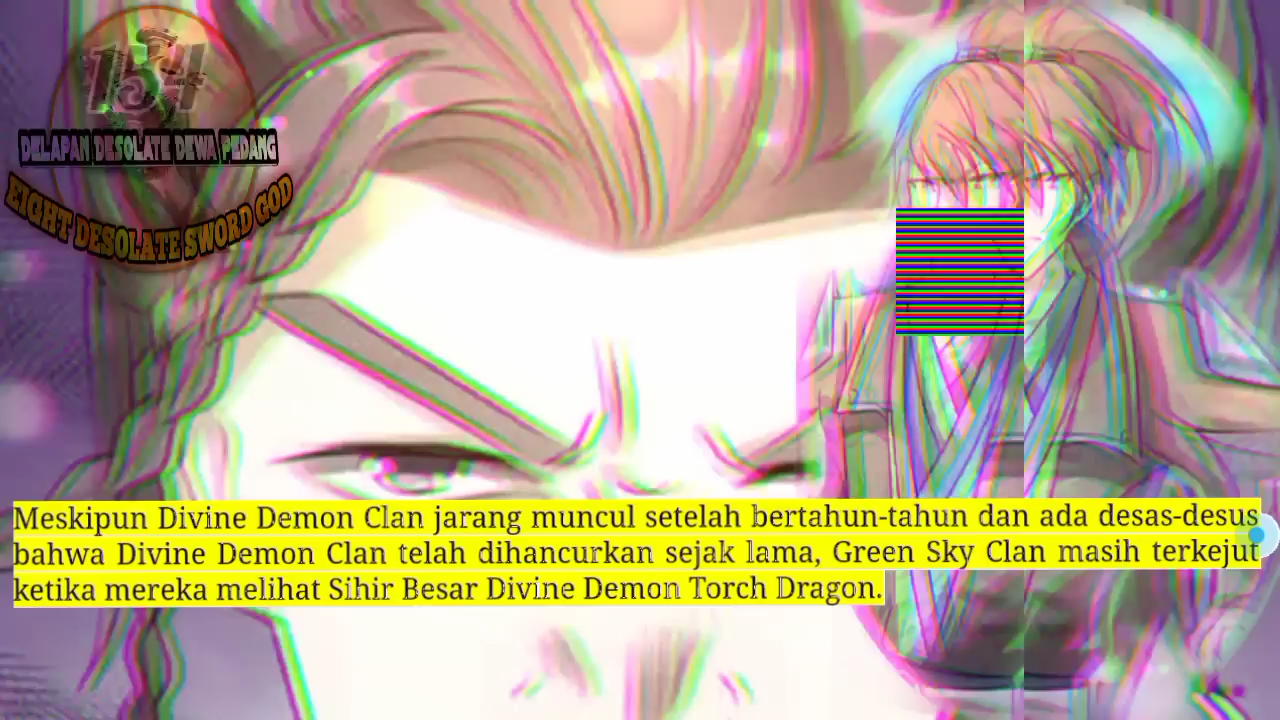 134
DELAPAN DESOLATE DEWA PEDANG
EIGHT DESOLATE SWORD GOD
Meskipun Divine Demon Clan jarang muncul setelah bertahun-tahun dan ada desas-desus
bahwa Divine Demon Clan telah dihancurkan sejak lama, Green Sky Clan masih terkejut
ketika mereka melihat Sihir Besar Divine Demon Torch Dragon.